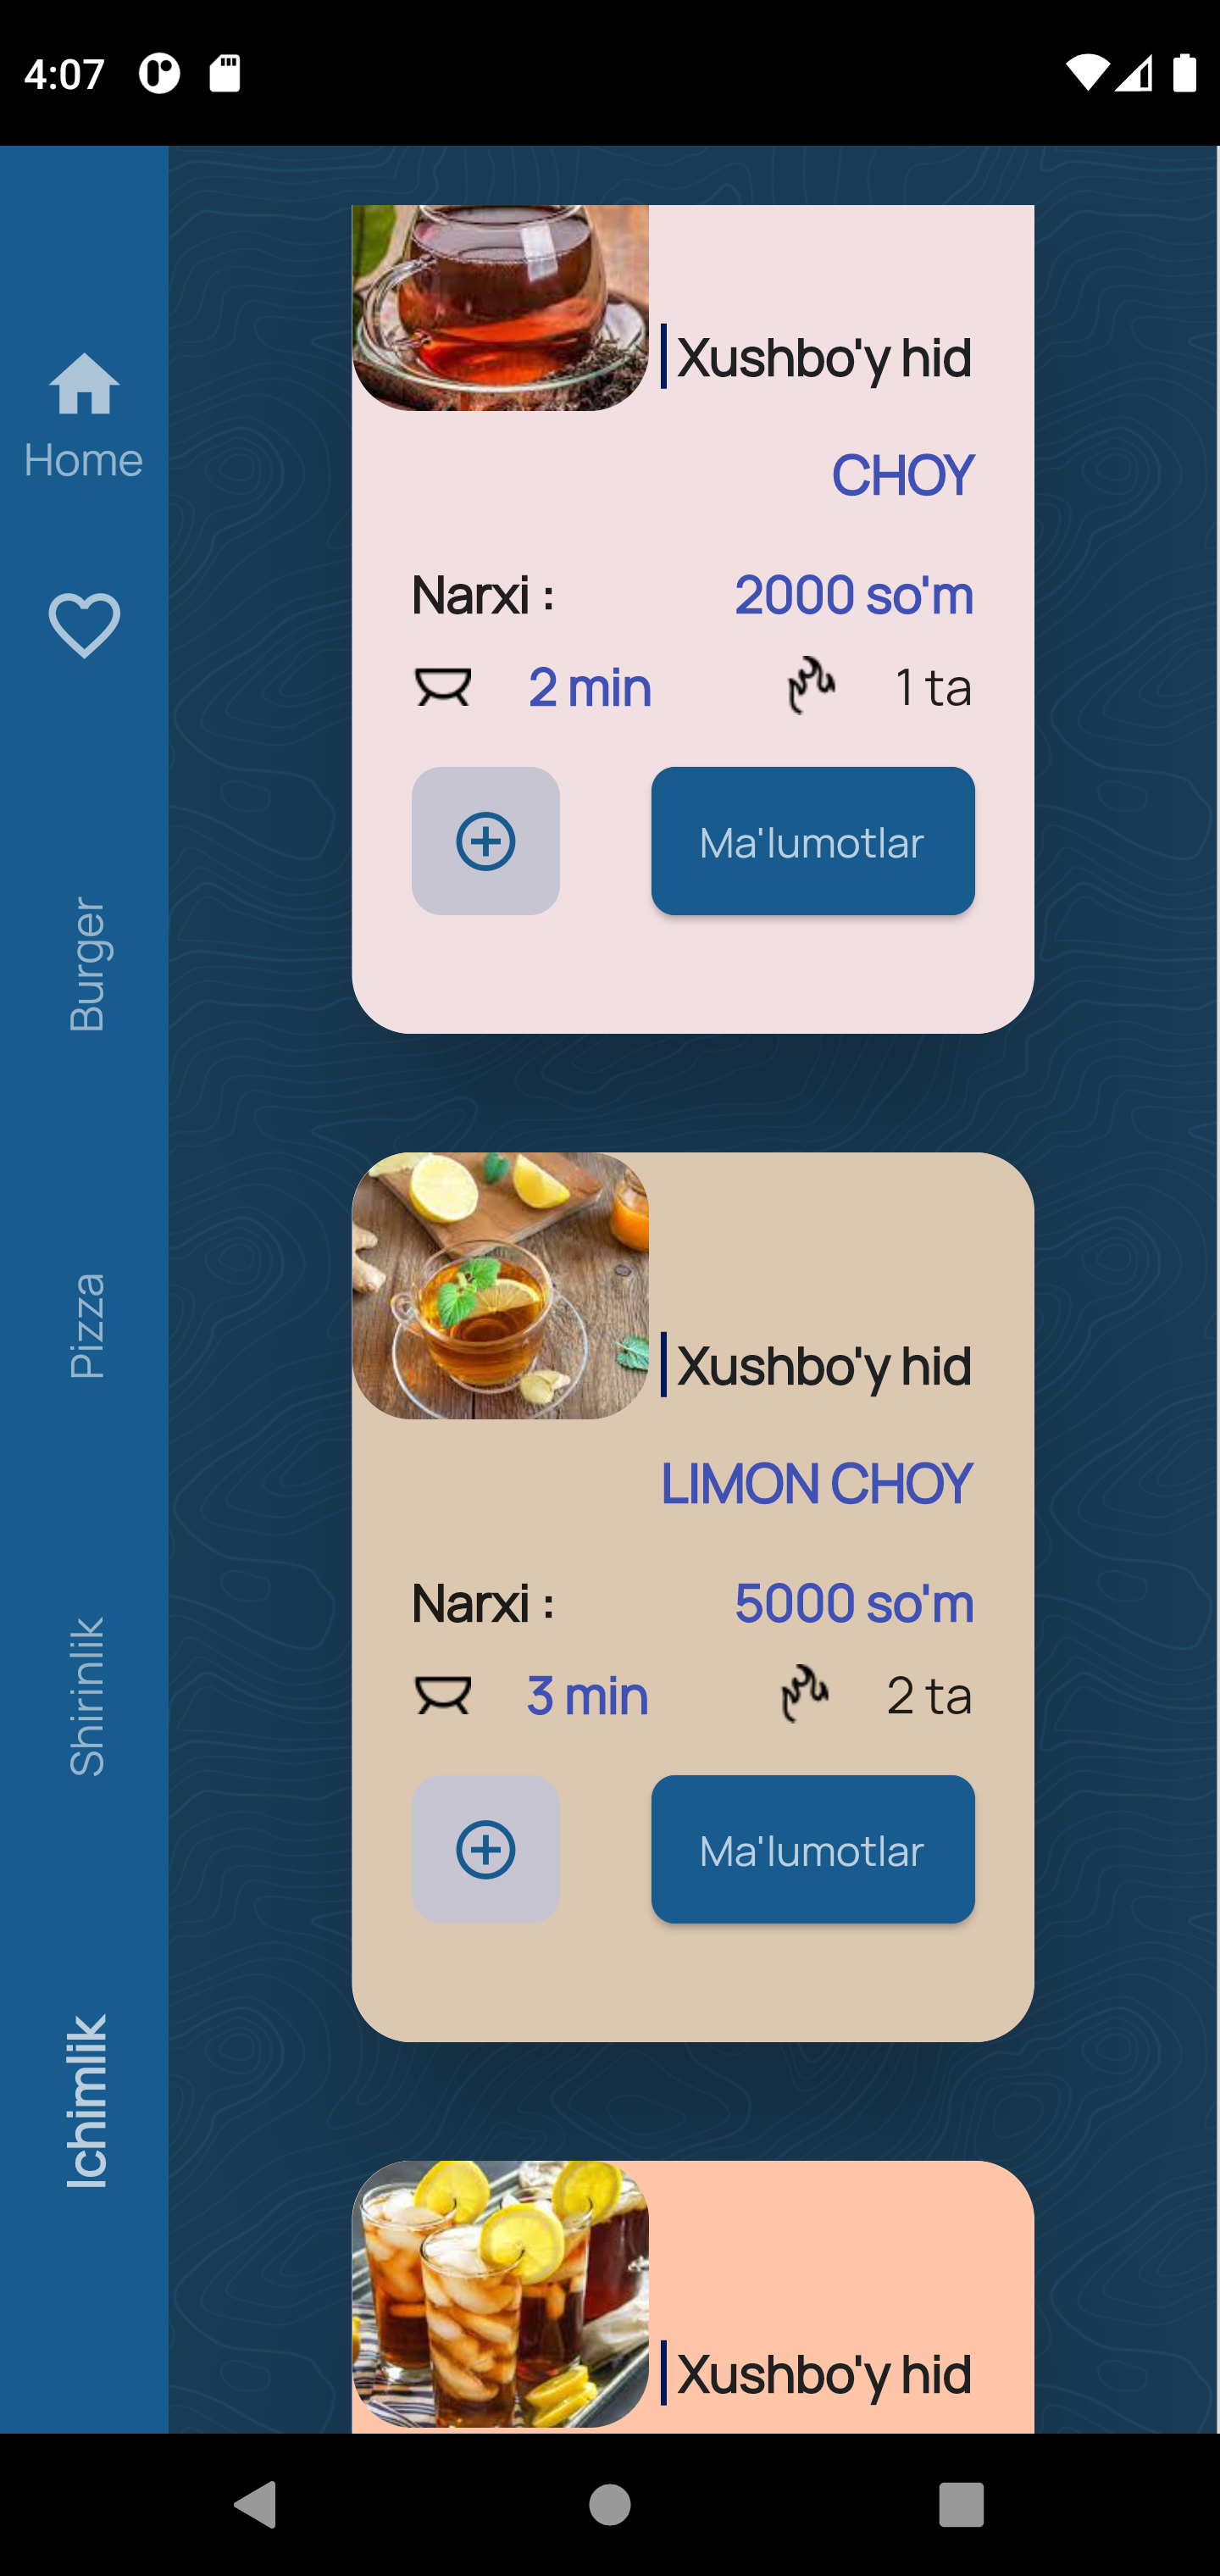 4:07
Home
Burger
Pizza
Shirinlik
Ichimlik
Xushbo'y hid
CHOY
Narxi : 2000 so'm
2 min 1 ta
Ma'lumotlar
Xushbo'y hid
LIMON CHOY
Narxi : 5000 so'm
3 min 2 ta
Ma'lumotlar
Xushbo'y hid